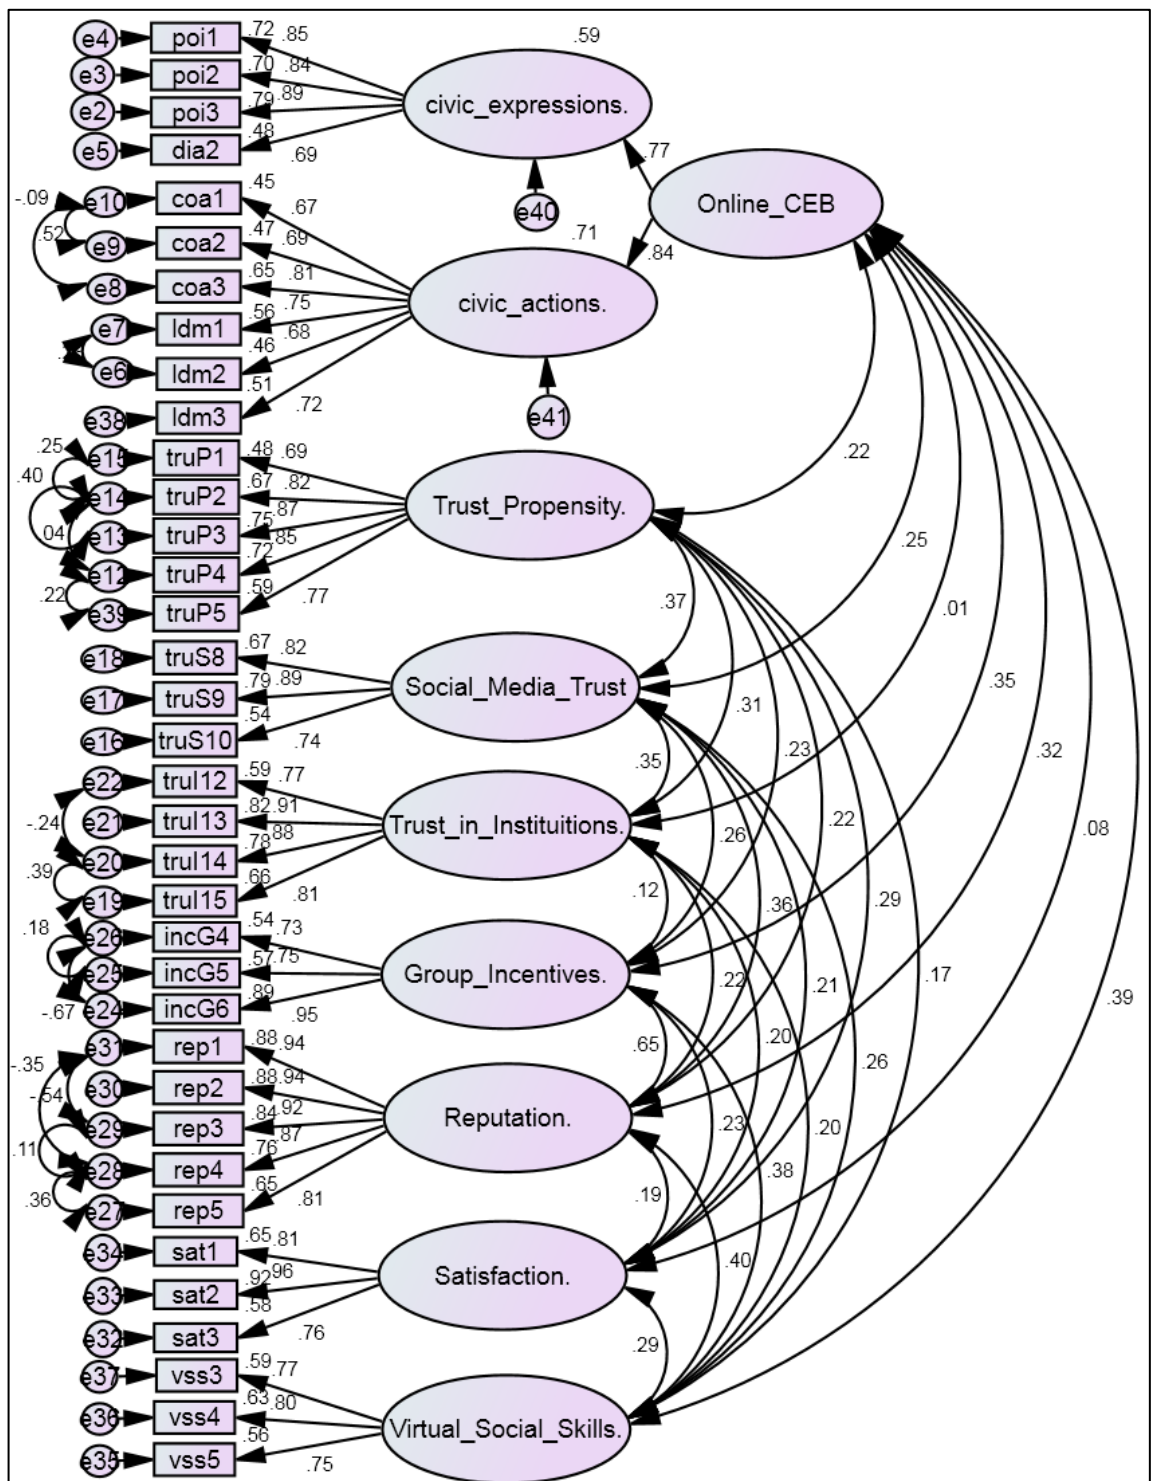 e4 poi1 .72 .85 .59
e3 poi2 .70 .84
e2 poi3 .79 .89 civic_expressions.
e5 dia2 .48 .69
.77
-.09 e10 coa1 .45 .67
Online_CEB
e40
.52 e9 coa2 .47 .69 .71
.84
e8 coa3 .65 .81
civic_actions.
e7 ldm1 .56 .75
e6 ldm2 .46 .68
e38 ldm3 .51 .72
e41
.25 e15 truP1 .48 .69
.40 e14 truP2 .67 .82
Trust_Propensity.
.22
.04 e13 truP3 .75 .87
e12 truP4 .72 .85
.22 e39 truP5 .59 .77
.25
.37
.01
e18 truS8 .67 .82
e17 truS9 .79 .89
Social_Media_Trust
.35
e16 truS10 .54 .74
.31
.23
.32
.35
e22 truI12 .59 .77
-.24 e21 truI13 .82 .91
Trust_in_Instituitions.
.26
.22
.08
e20 truI14 .78 .88
.39 e19 truI15 .66 .81
.12
.36
.29
.18 e26 incG4 .54 .73
e25 incG5 .57 .75
Group_Incentives.
.22
.21
.17
.39
-.67 e24 incG6 .89 .95
e31 rep1 .88 .94
.65
.20
.26
-.35 e30 rep2 .88 .94
-.54 e29 rep3 .84 .92
Reputation.
.23
.20
.11 e28 rep4 .76 .87
.38
.36 e27 rep5 .65 .81
.19
e34 sat1 .65 .81
.40
e33 sat2 .92 .96
Satisfaction.
e32 sat3 .58 .76
.29
e37 vss3 .59 .77
e36 vss4 .63 .80
Virtual_Social_Skills.
e35 vss5 .56 .75